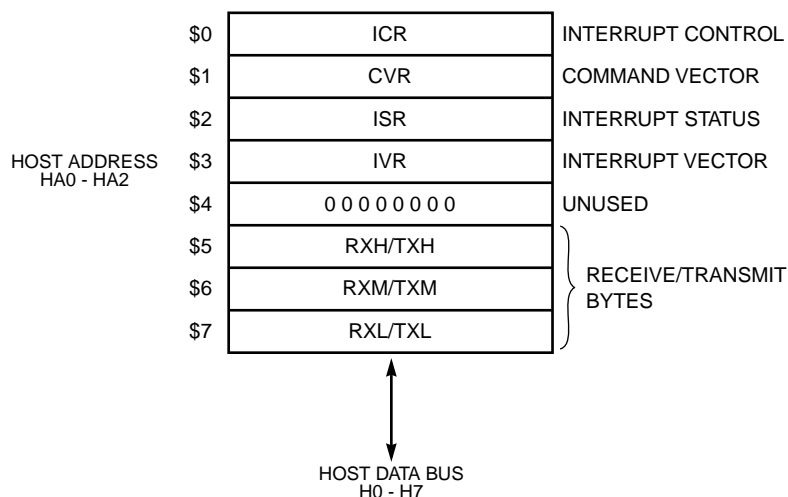 $0 ICR INTERRUPT CONTROL
$1 CVR COMMAND VECTOR
$2 ISR INTERRUPT STATUS
HOST ADDRESS
HA0 - HA2
$3 IVR INTERRUPT VECTOR
$4 0 0 0 0 0 0 0 0 UNUSED
$5 RXH/TXH
$6 RXM/TXM
$7 RXL/TXL
RECEIVE/TRANSMIT
BYTES
HOST DATA BUS
H0 - H7